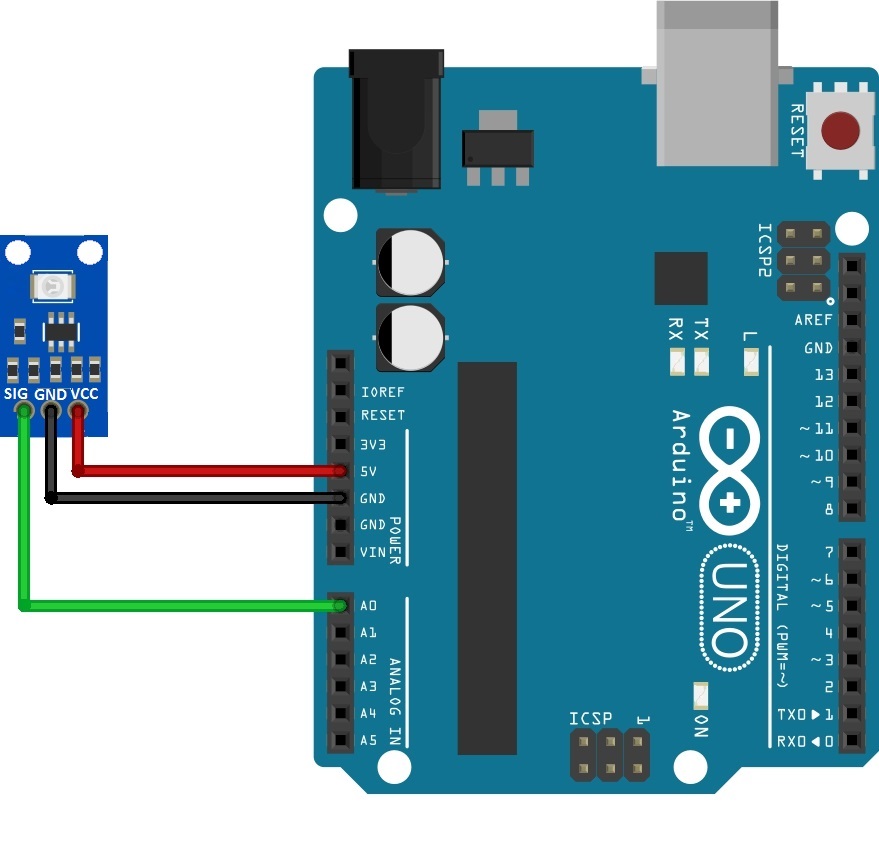 RESET
ICSP2
RX
TX
L
SIG GND VCC
IOREF
RESET
3V3
5V
GND
GND
VIN
POWER
A0
A1
A2
A3
A4
A5
ANALOG IN
Arduino™
UNO
ON
ICSP
1
AREF
GND
13
12
~11
~10
~9
8
7
~6
~5
4
~3
2
TX0▶1
RX0◀0
DIGITAL (PWM=~)